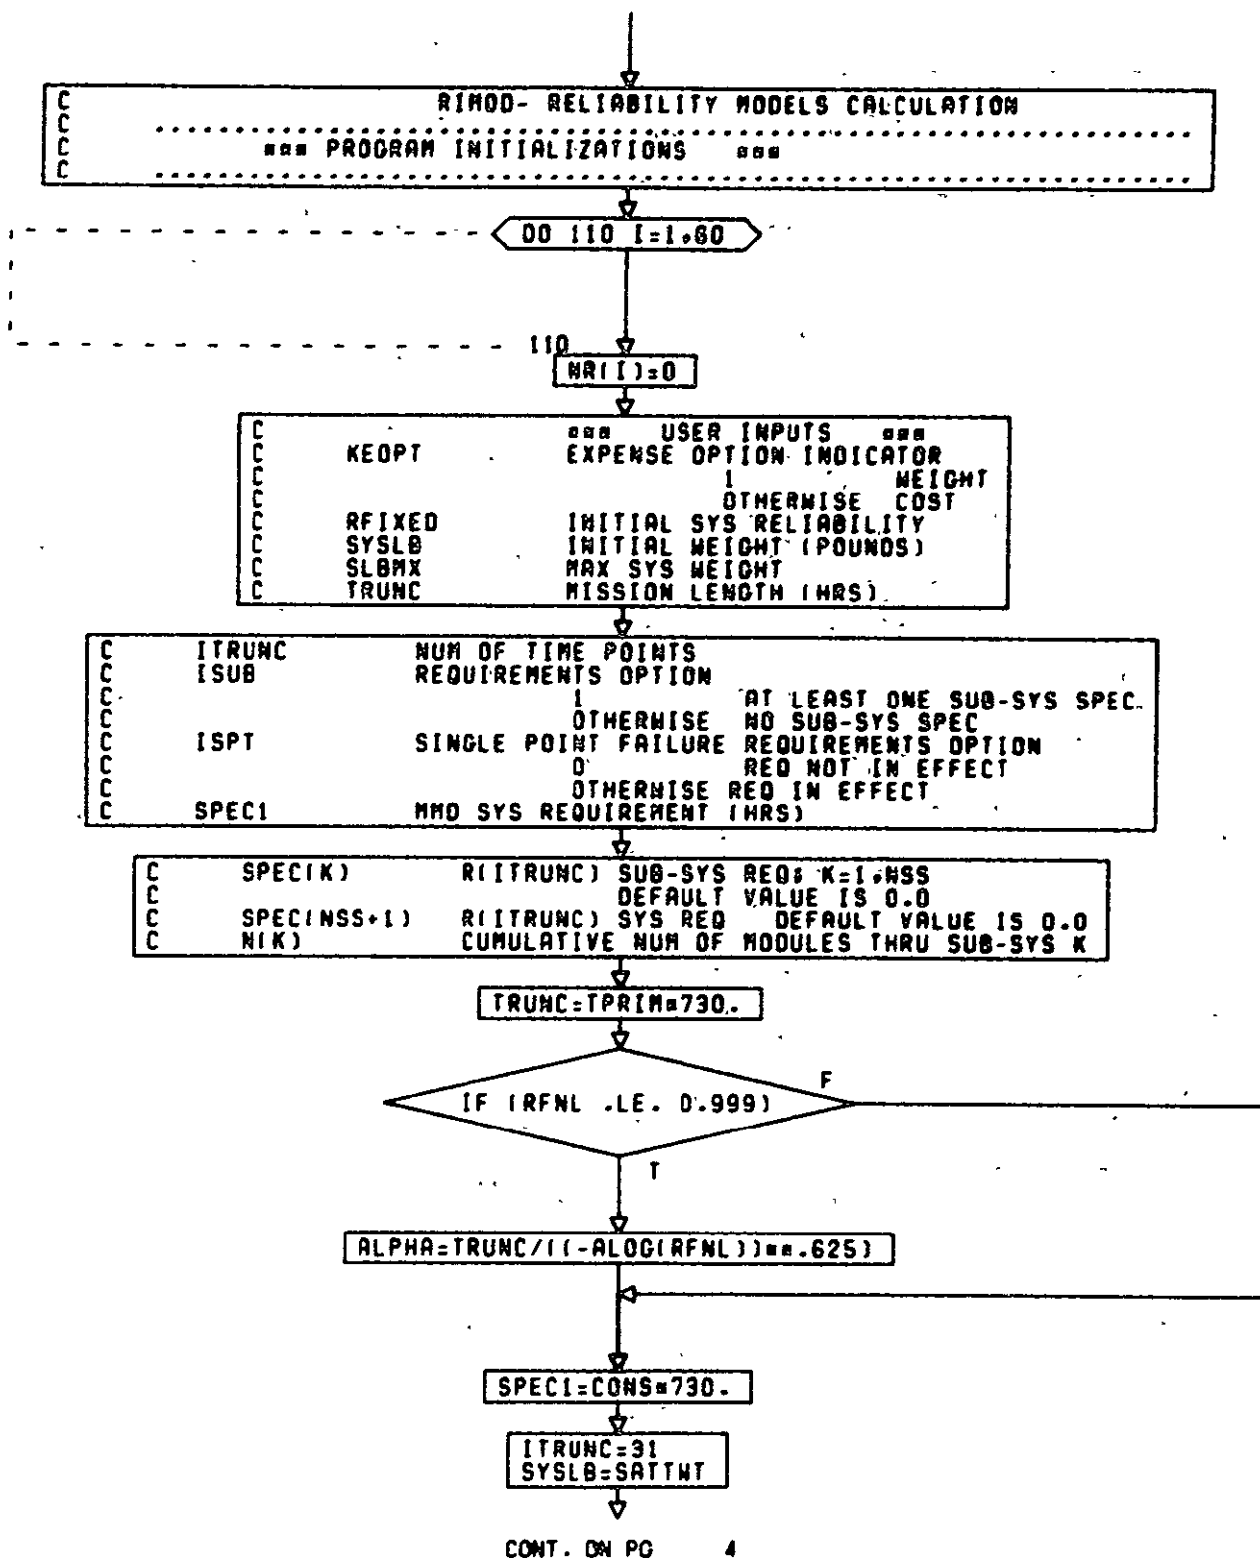 C RIMOD- RELIABILITY MODELS CALCULATION
C ................................................................
C *** PROGRAM INITIALIZATIONS ***
C ................................................................
DO 110 I=1,60
110
NR(I)=0
C *** USER INPUTS ***
C KEOPT EXPENSE OPTION INDICATOR
C 1 WEIGHT
C OTHERWISE COST
C RFIXED INITIAL SYS RELIABILITY
C SYSLB INITIAL WEIGHT (POUNDS)
C SLBMX MAX SYS WEIGHT
C TRUNC MISSION LENGTH (HRS)
C ITRUNC NUM OF TIME POINTS
C ISUB REQUIREMENTS OPTION
C 1 AT LEAST ONE SUB-SYS SPEC.
C OTHERWISE NO SUB-SYS SPEC
C ISPT SINGLE POINT FAILURE REQUIREMENTS OPTION
C 0 REQ NOT IN EFFECT
C OTHERWISE REQ IN EFFECT
C SPEC1 MMD SYS REQUIREMENT (HRS)
C SPEC(K) R(ITRUNC) SUB-SYS REQ; K=1,NSS
C DEFAULT VALUE IS 0.0
C SPEC(NSS+1) R(ITRUNC) SYS REQ DEFAULT VALUE IS 0.0
C N(K) CUMULATIVE NUM OF MODULES THRU SUB-SYS K
TRUNC=TPRIM*730.
IF (RFNL .LE. 0.999)
F
T
ALPHA=TRUNC/((-ALOG(RFNL))**.625)
SPEC1=CONS*730.
ITRUNC=31
SYSLB=SATTWT
CONT. ON PG 4